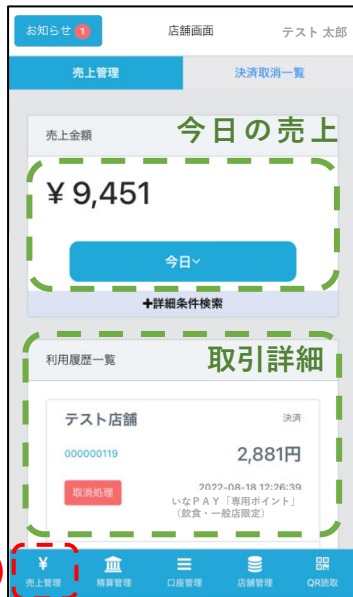 お知らせ 1 店舗画面 テスト 太郎
売上管理 決済取消一覧
売上金額 今日の売上
¥ 9,451
今日
+詳細条件検索
利用履歴一覧 取引詳細
テスト店舗 決済
000000119 2,881円
取消処理 2022-08-18 12:26:39
いなPAY「専用ポイント」
(飲食・一般店限定)
売上管理 精算管理 口座管理 店舗管理 QR読取